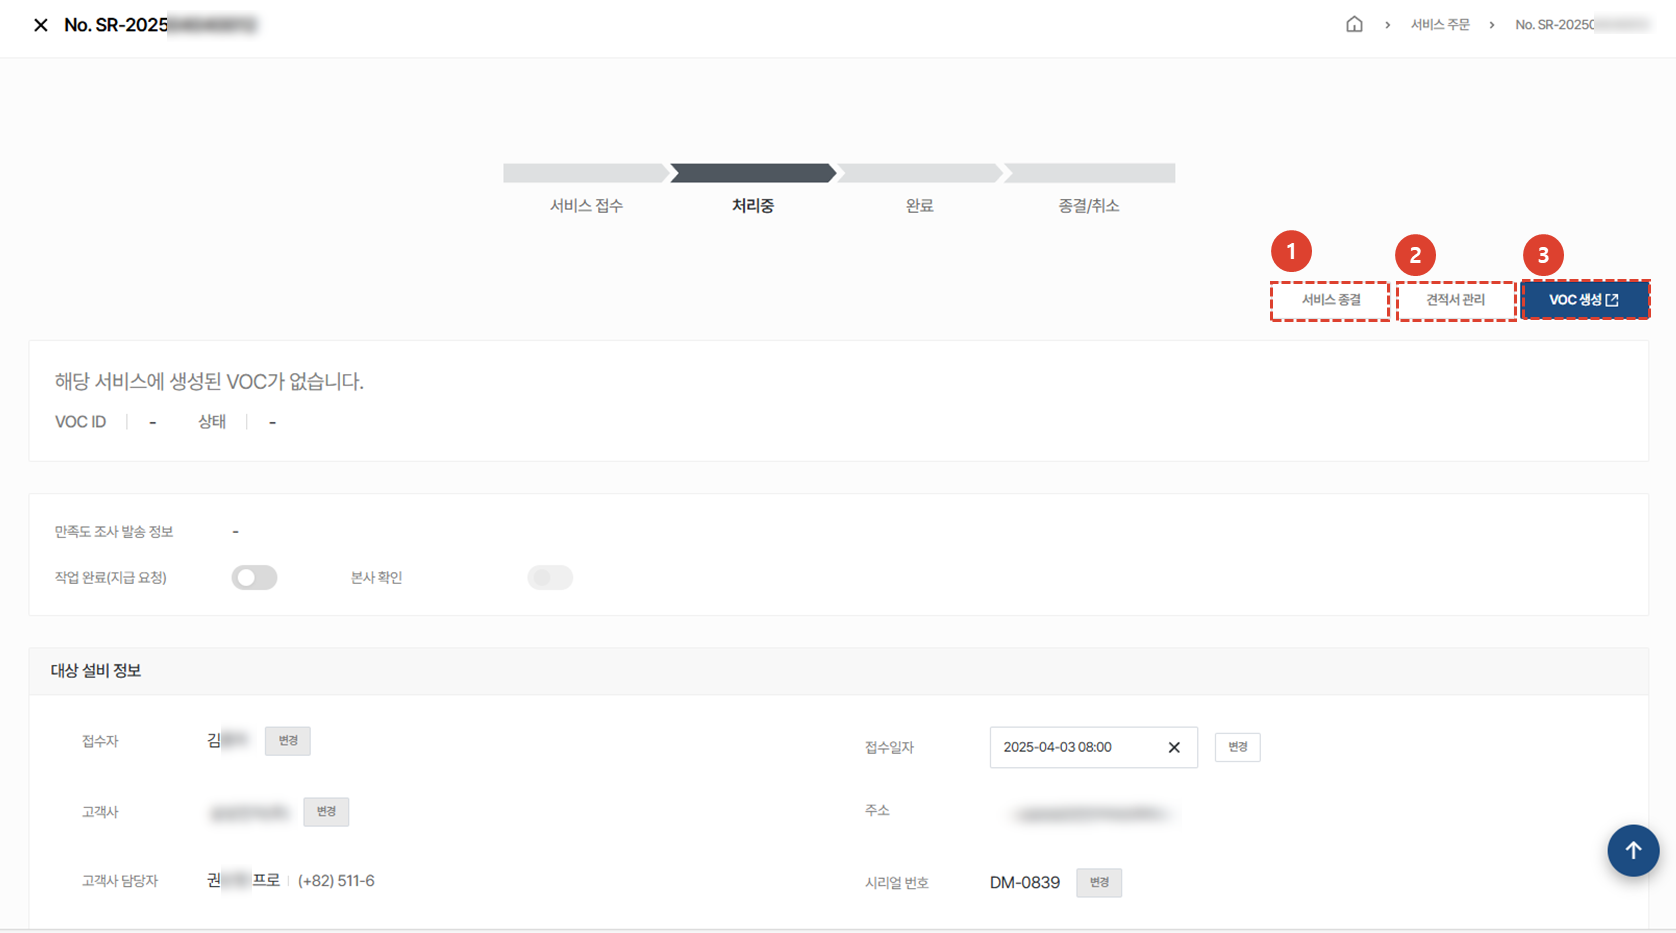 No. SR-2025
서비스 주문
No. SR-2025
서비스 접수
처리중
완료
종결/취소
1
2
3
서비스 종결
견적서 관리
VOC 생성
해당 서비스에 생성된 VOC가 없습니다.
VOC ID - 상태 -
만족도 조사 발송 정보 -
작업 완료(지급 요청) 본사 확인
대상 설비 정보
접수자 김 변경
접수일자 2025-04-03 08:00 변경
고객사 변경
주소
고객사 담당자 권 프로 (+82) 511-6
시리얼 번호 DM-0839 변경